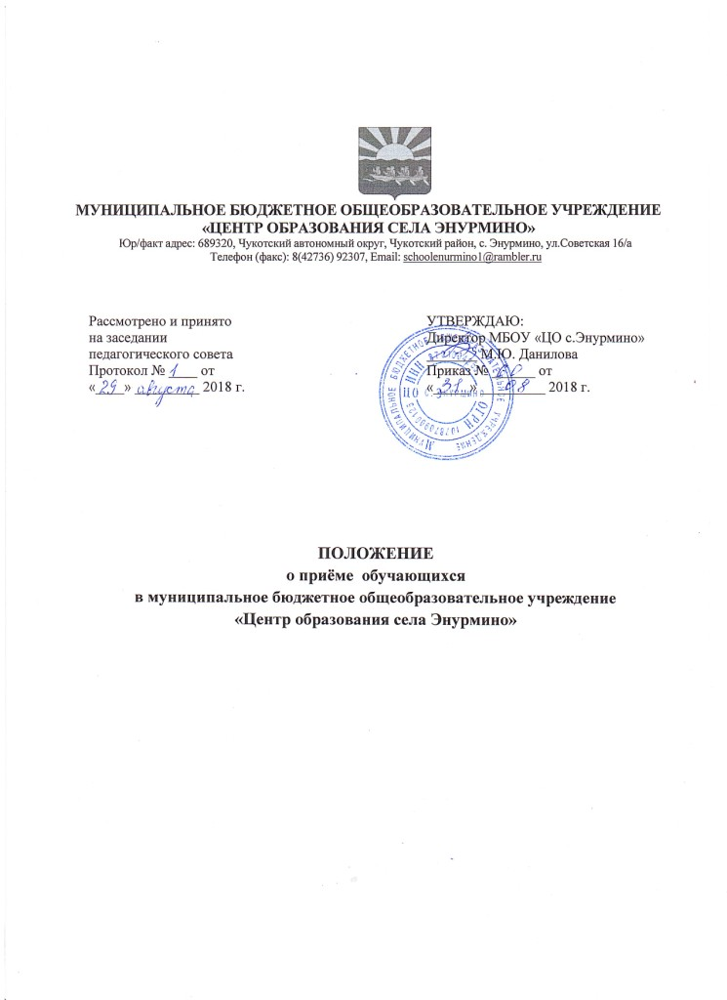 МУНИЦИПАЛЬНОЕ БЮДЖЕТНОЕ ОБЩЕОБРАЗОВАТЕЛЬНОЕ УЧРЕЖДЕНИЕ
«ЦЕНТР ОБРАЗОВАНИЯ СЕЛА ЭНУРМИНО»
Юр/факт адрес: 689320, Чукотский автономный округ, Чукотский район, с. Энурмино, ул.Советская 16/а
Телефон (факс): 8(42736) 92307, Email: schoolenurmino1@rambler.ru
Рассмотрено и принято
на заседании
педагогического совета
Протокол № 1 от
«29» августа 2018 г.
УТВЕРЖДАЮ:
Директор МБОУ «ЦО с.Энурмино»
М.Ю. Данилова
Приказ № от
«31» 08 2018 г.
ПОЛОЖЕНИЕ
о приёме обучающихся
в муниципальное бюджетное общеобразовательное учреждение
«Центр образования села Энурмино»